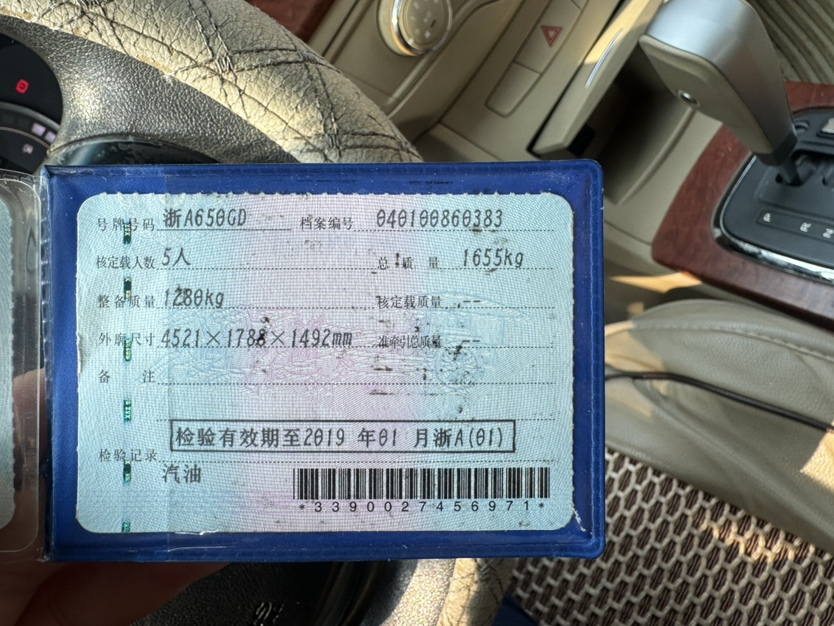 号牌号码 浙A650GD 档案编号 040100860383
核定载人数 5人 总质量 1655kg
整备质量 1280kg 核定载质量 --
外廓尺寸 4521×1788×1492mm 准牵引总质量 --
备注
检验有效期至2019 年01 月浙A(01)
检验记录
汽油
*3390027456971*
P R N